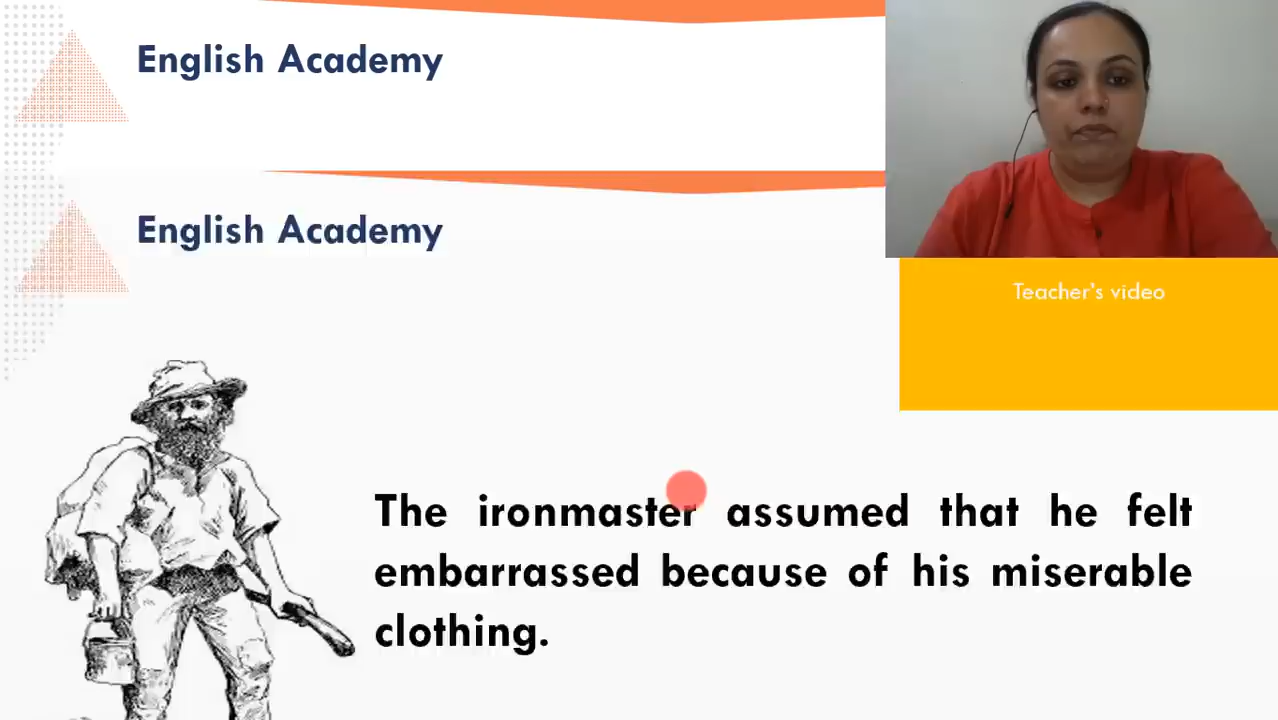 English Academy
English Academy
Teacher's video
The ironmaster assumed that he felt
embarrassed because of his miserable
clothing.